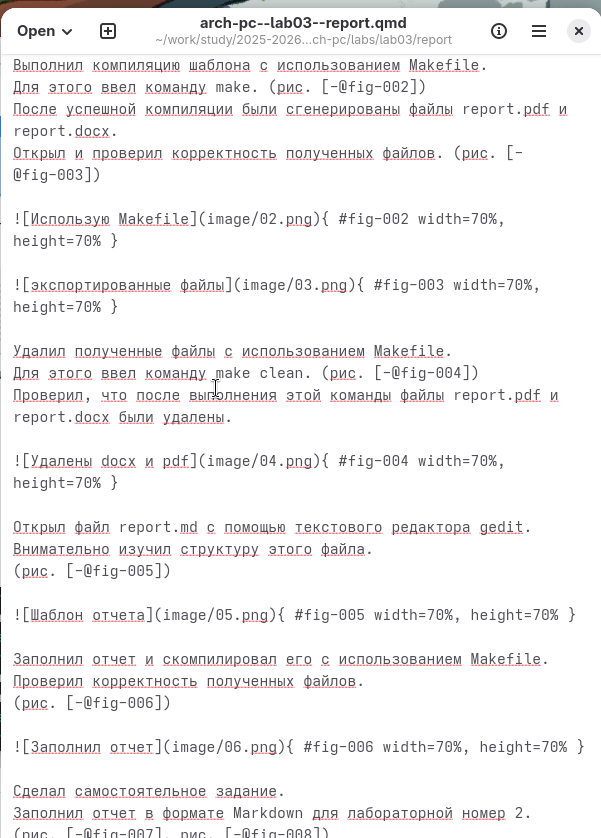 Open
arch-pc--lab03--report.qmd
~/work/study/2025-2026...ch-pc/labs/lab03/report
Выполнил компиляцию шаблона с использованием Makefile.
Для этого ввел команду make. (рис. [-@fig-002])
После успешной компиляции были сгенерированы файлы report.pdf и
report.docx.
Открыл и проверил корректность полученных файлов. (рис. [-
@fig-003])
![Использую Makefile](image/02.png){ #fig-002 width=70%,
height=70% }
![экспортированные файлы](image/03.png){ #fig-003 width=70%,
height=70% }
Удалил полученные файлы с использованием Makefile.
Для этого ввел команду make clean. (рис. [-@fig-004])
Проверил, что после выполнения этой команды файлы report.pdf и
report.docx были удалены.
![Удалены docx и pdf](image/04.png){ #fig-004 width=70%,
height=70% }
Открыл файл report.md с помощью текстового редактора gedit.
Внимательно изучил структуру этого файла.
(рис. [-@fig-005])
![Шаблон отчета](image/05.png){ #fig-005 width=70%, height=70% }
Заполнил отчет и скомпилировал его с использованием Makefile.
Проверил корректность полученных файлов.
(рис. [-@fig-006])
![Заполнил отчет](image/06.png){ #fig-006 width=70%, height=70% }
Сделал самостоятельное задание.
Заполнил отчет в формате Markdown для лабораторной номер 2.
(рис. [-@fig-007], рис. [-@fig-008])